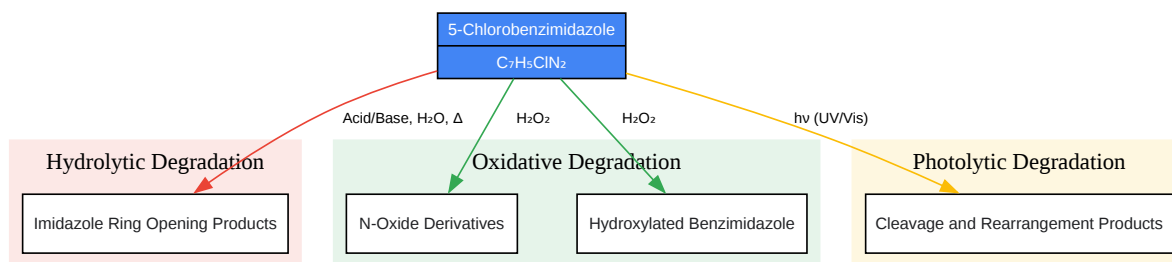 5-Chlorobenzimidazole
C₇H₅ClN₂
Acid/Base, H₂O, Δ
H₂O₂
H₂O₂
hν (UV/Vis)
Hydrolytic Degradation
Oxidative Degradation
Photolytic Degradation
Imidazole Ring Opening Products
N-Oxide Derivatives
Hydroxylated Benzimidazole
Cleavage and Rearrangement Products